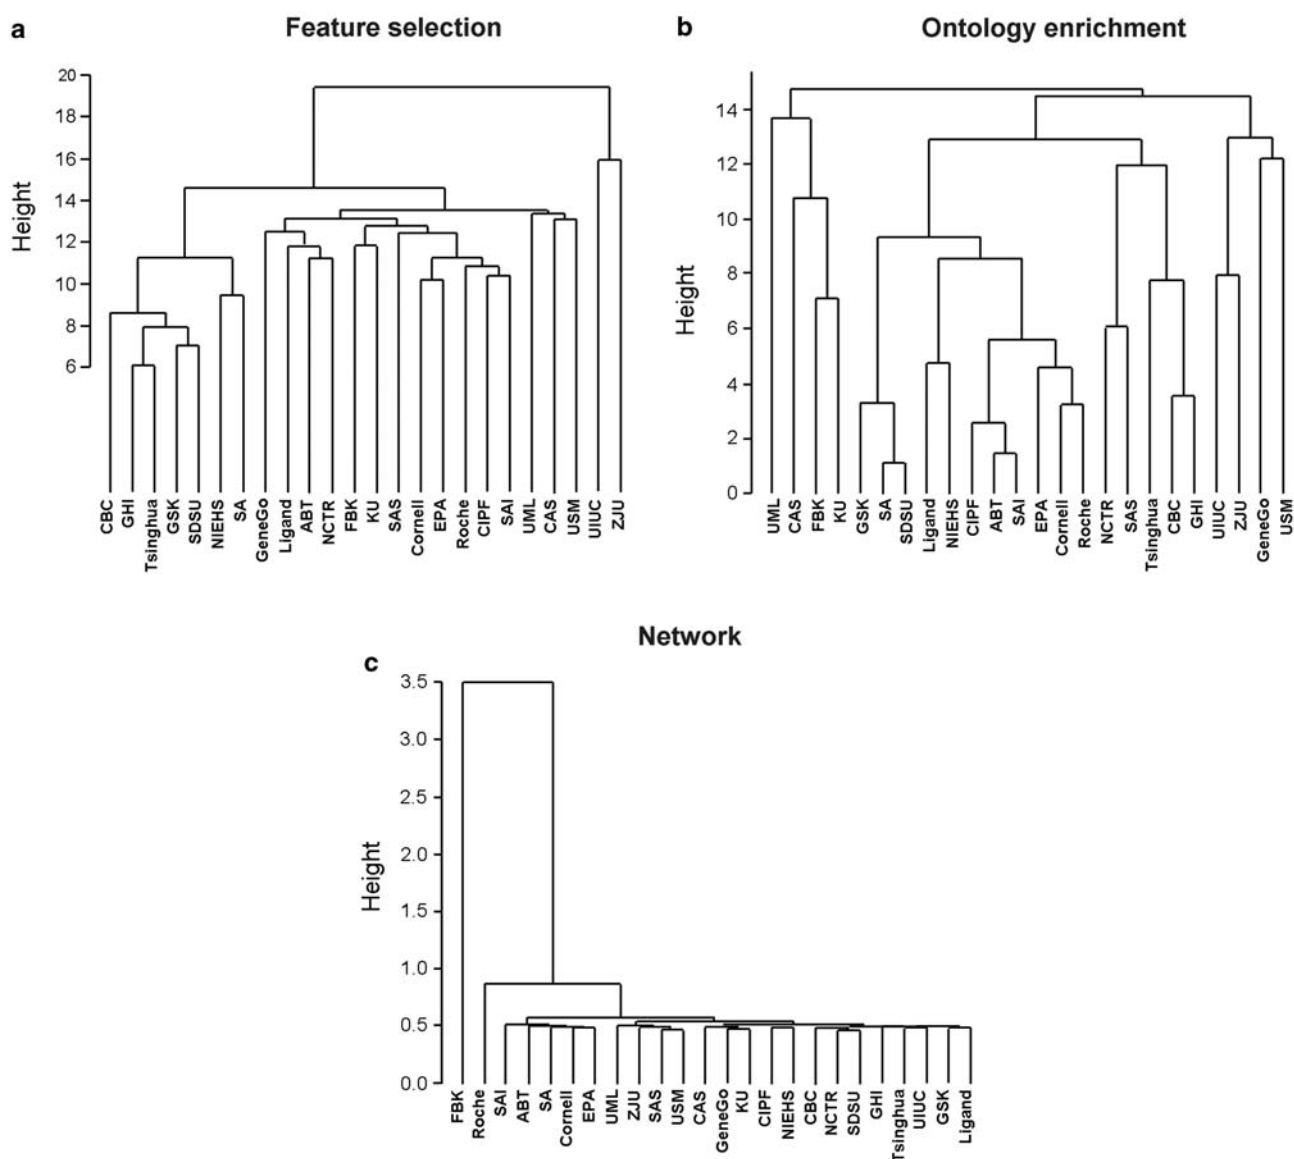 a
Feature selection
20
18
16
14
12
10
8
6
Height
CBC
GHI
Tsinghua
GSK
SDSU
NIEHS
SA
GeneGo
Ligand
ABT
NCTR
FBK
KU
SAS
Cornell
EPA
Roche
CIPF
SAI
UML
CAS
USM
UIUC
ZJU
b
Ontology enrichment
14
12
10
8
6
4
2
0
Height
UML
CAS
FBK
KU
GSK
SA
SDSU
Ligand
NIEHS
CIPF
ABT
SAI
EPA
Cornell
Roche
NCTR
SAS
Tsinghua
CBC
GHI
UIUC
ZJU
GeneGo
USM
Network
c
3.5
3.0
2.5
2.0
1.5
1.0
0.5
0.0
Height
FBK
Roche
SAI
ABT
SA
Cornell
EPA
UML
ZJU
SAS
USM
CAS
GeneGo
KU
CIPF
NIEHS
CBC
NCTR
SDSU
GHI
Tsinghua
UIUC
GSK
Ligand